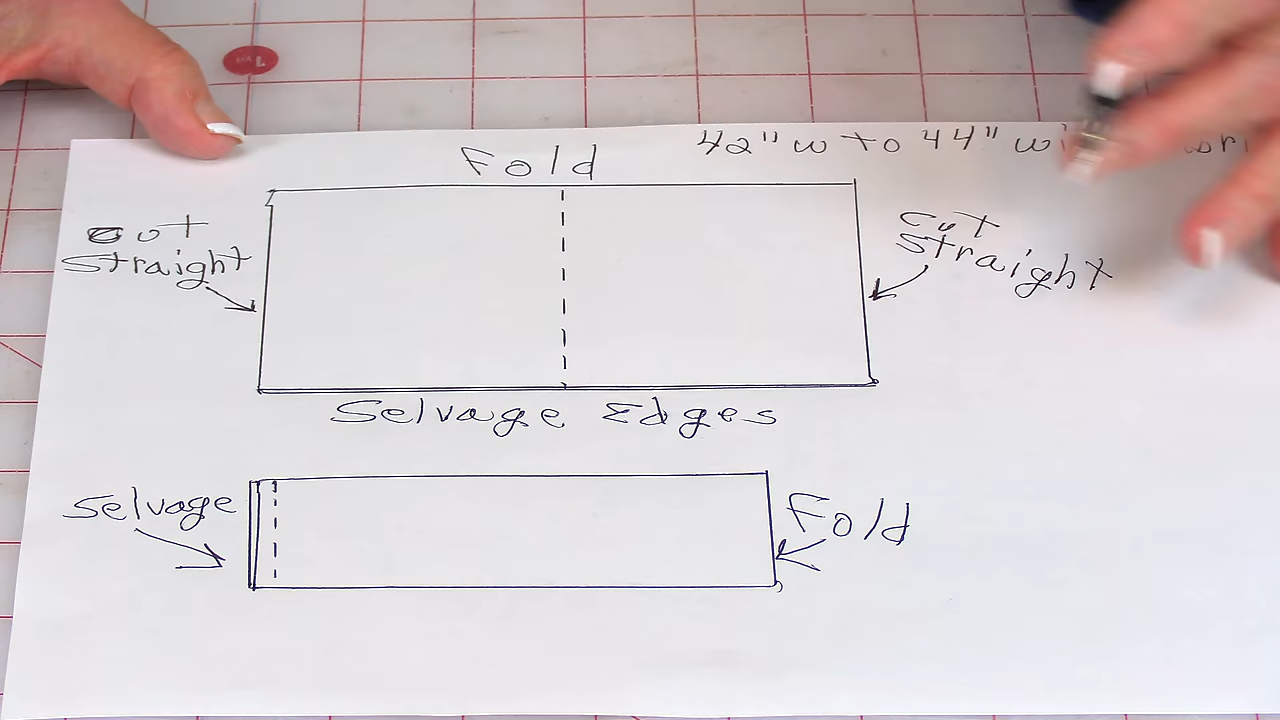 42" w to 44" w
Fold
Cut
Straight
Cut
Straight
Selvage Edges
Selvage
Fold